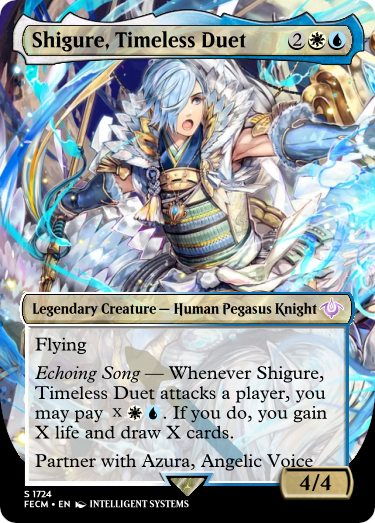 Shigure, Timeless Duet 2
Legendary Creature — Human Pegasus Knight
Flying
Echoing Song — Whenever Shigure,
Timeless Duet attacks a player, you
may pay X. If you do, you gain
X life and draw X cards.
Partner with Azura, Angelic Voice
4/4
S 1724
FECM • EN INTELLIGENT SYSTEMS